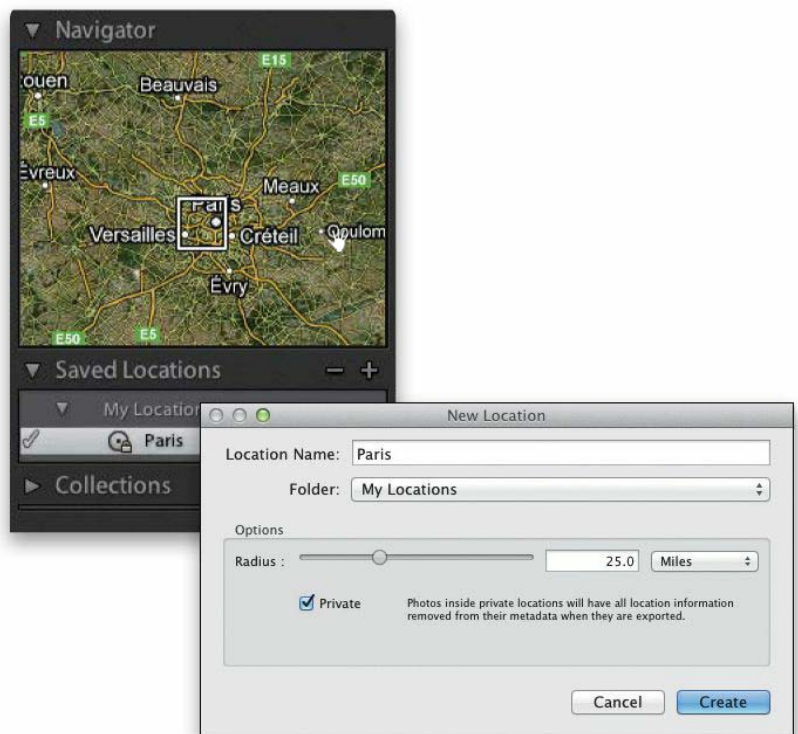 Navigator
E15
ouen
Beauvais
E5
Évreux
Meaux
E50
Paris
Versailles
Créteil
Coulom
Évry
E50
E5
Saved Locations
My Location
Paris
Collections
New Location
Location Name: Paris
Folder: My Locations
Options
Radius : 25.0 Miles
Private
Photos inside private locations will have all location information
removed from their metadata when they are exported.
Cancel
Create